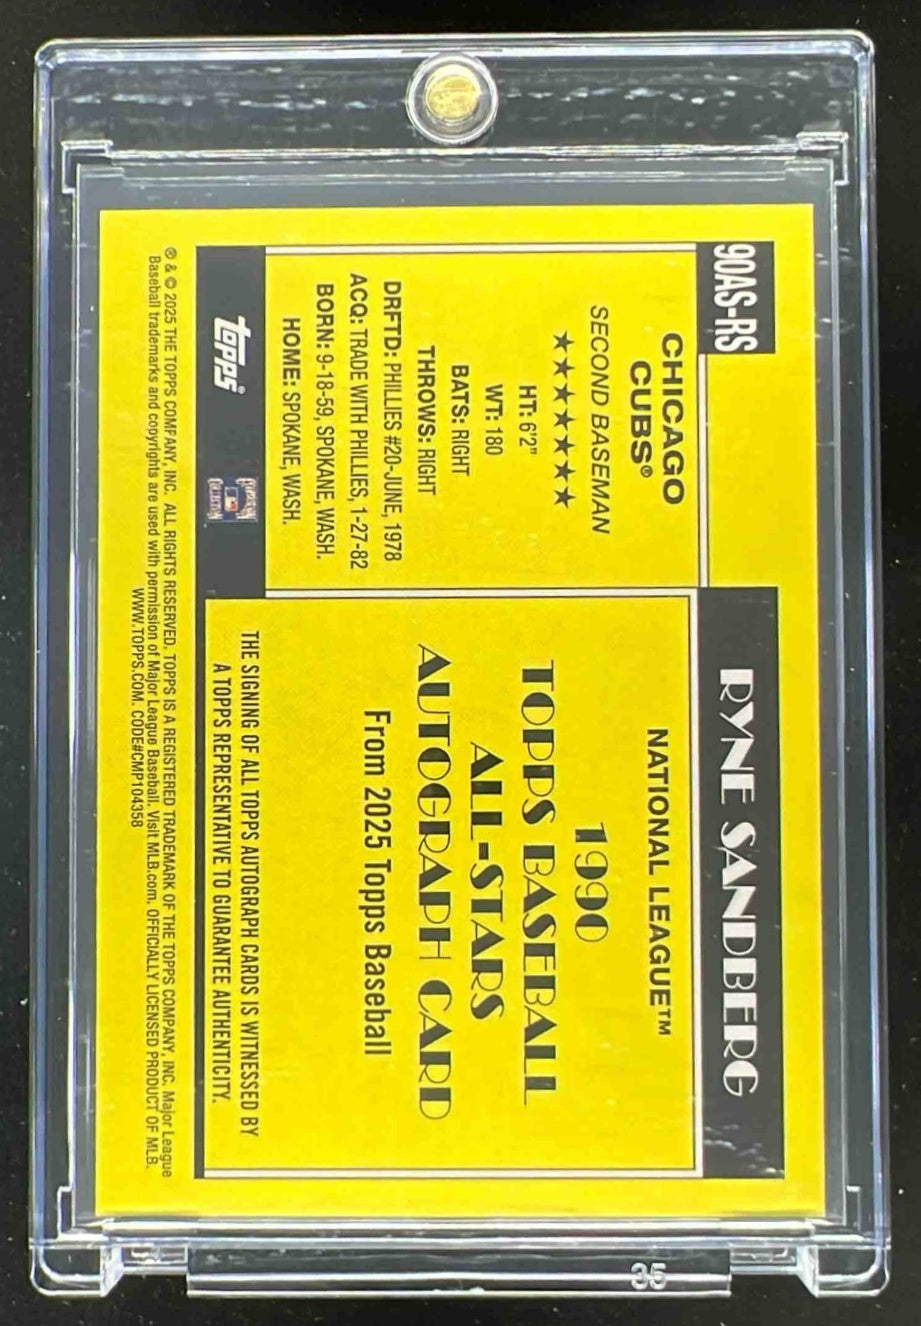 90AS-RS
RYNE SANDBERG
CHICAGO
CUBS®
SECOND BASEMAN
★★★★★★★
HT: 6'2"
WT: 180
BATS: RIGHT
THROWS: RIGHT
DRFTD: PHILLIES #20-JUNE, 1978
ACQ: TRADE WITH PHILLIES, 1-27-82
BORN: 9-18-59, SPOKANE, WASH.
HOME: SPOKANE, WASH.
topps
NATIONAL LEAGUE™
1990
TOPPS BASEBALL
ALL-STARS
AUTOGRAPH CARD
From 2025 Topps Baseball
THE SIGNING OF ALL TOPPS AUTOGRAPH CARDS IS WITNESSED BY
A TOPPS REPRESENTATIVE TO GUARANTEE AUTHENTICITY.
® & © 2025 THE TOPPS COMPANY, INC. ALL RIGHTS RESERVED. TOPPS IS A REGISTERED TRADEMARK OF THE TOPPS COMPANY, INC. Major League
Baseball trademarks and copyrights are used with permission of Major League Baseball. Visit MLB.com. OFFICIALLY LICENSED PRODUCT OF MLB.
WWW.TOPPS.COM. CODE#CMP104358
35